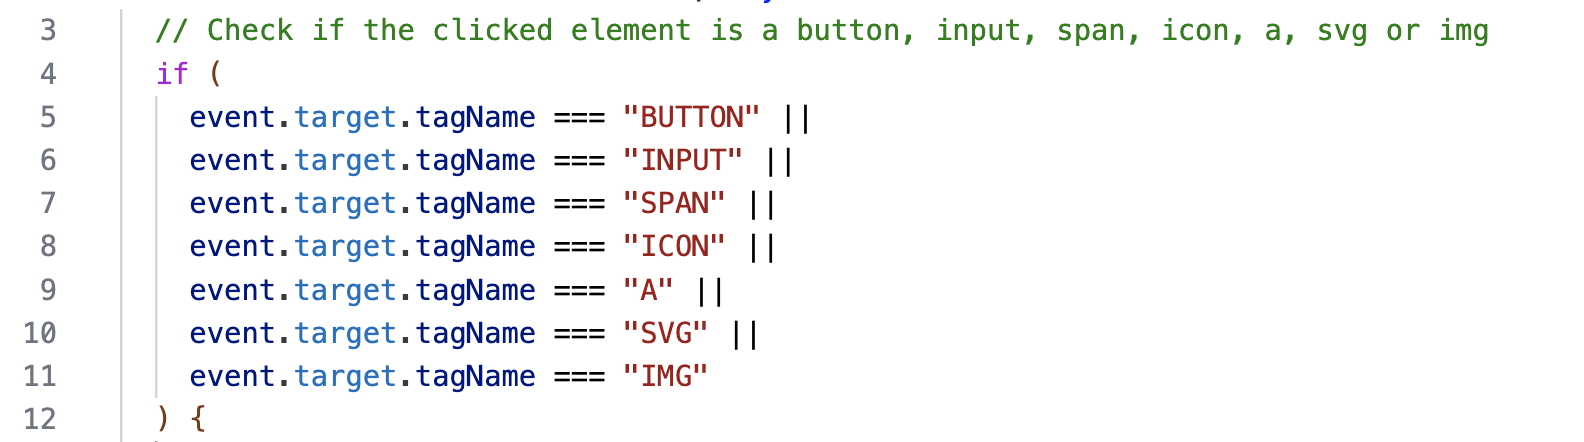 3 // Check if the clicked element is a button, input, span, icon, a, svg or img
4 if (
5 event.target.tagName === "BUTTON" ||
6 event.target.tagName === "INPUT" ||
7 event.target.tagName === "SPAN" ||
8 event.target.tagName === "ICON" ||
9 event.target.tagName === "A" ||
10 event.target.tagName === "SVG" ||
11 event.target.tagName === "IMG"
12 ) {